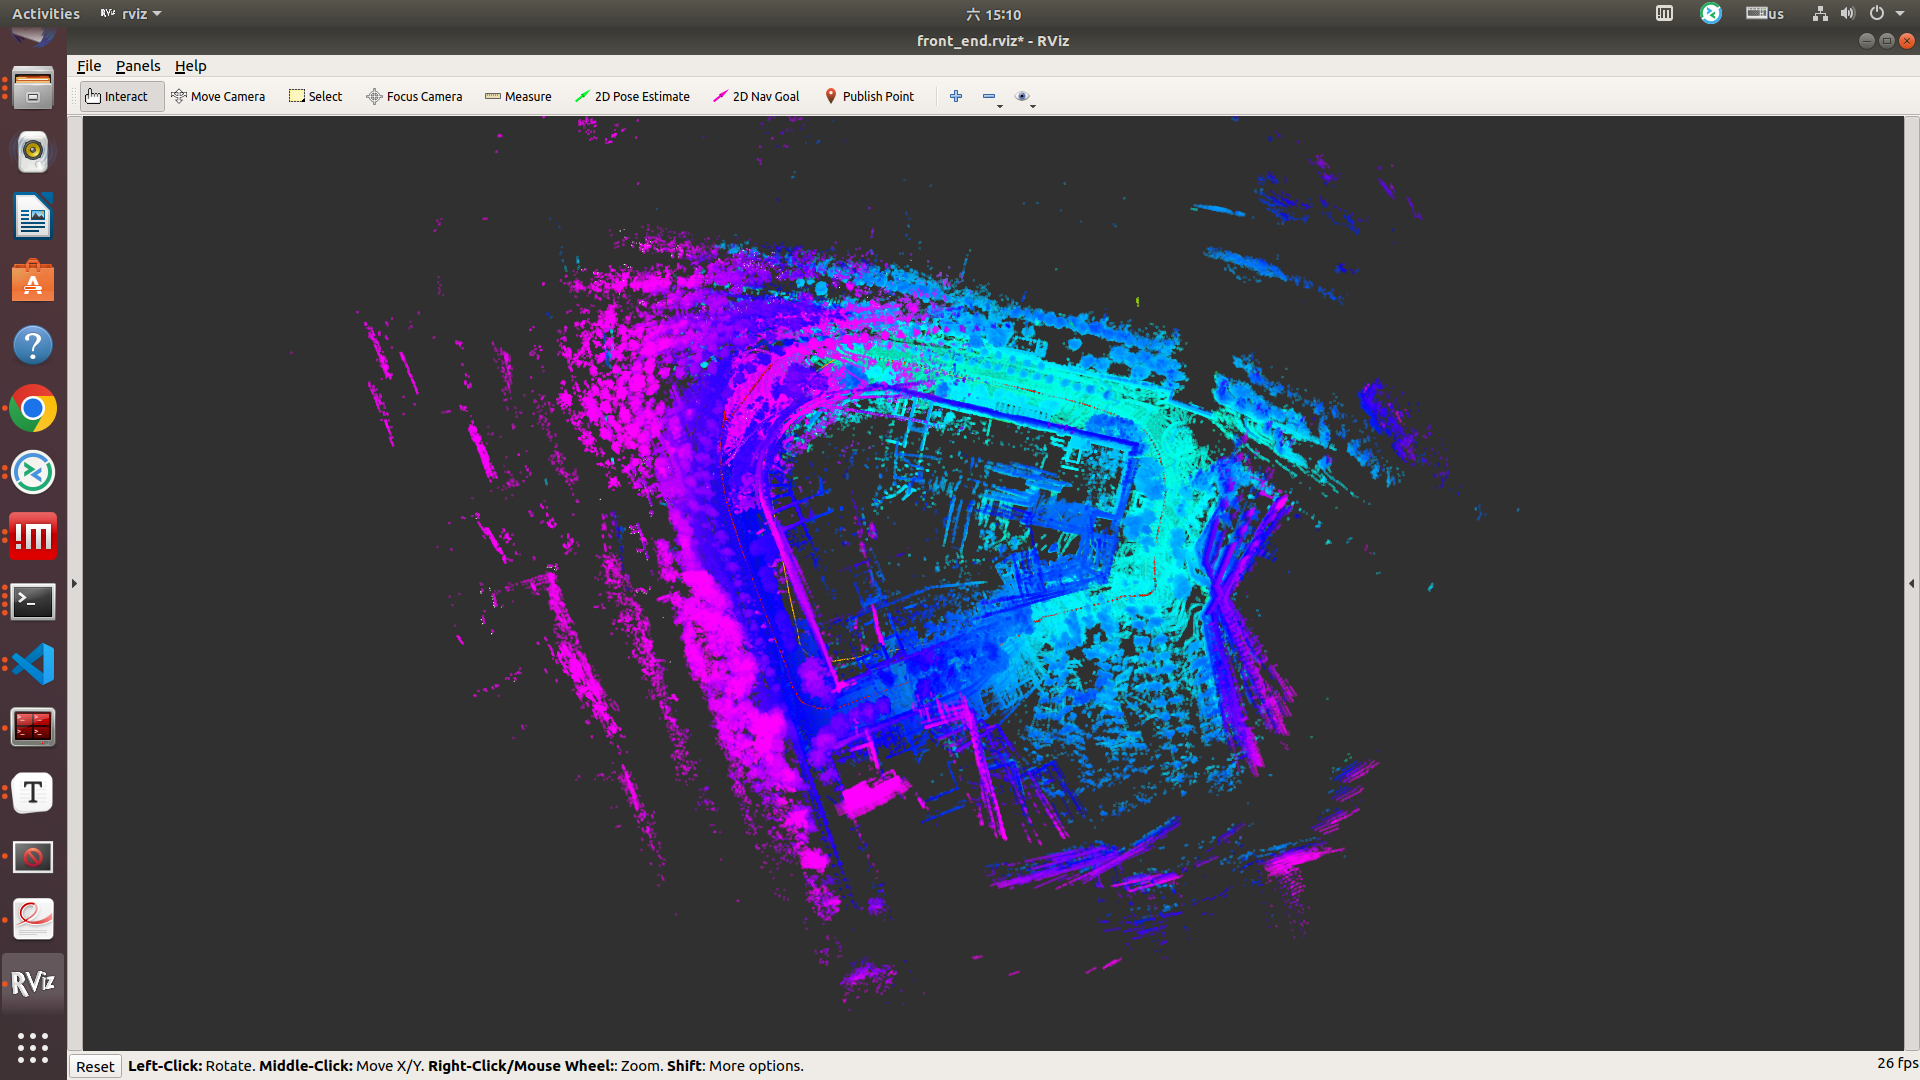 Activities
RViz rviz
六 15:10
us
front_end.rviz* - RViz
File Panels Help
Interact Move Camera Select Focus Camera Measure 2D Pose Estimate 2D Nav Goal Publish Point
A
?
!m
>_
T
RViz
Reset Left-Click: Rotate. Middle-Click: Move X/Y. Right-Click/Mouse Wheel:: Zoom. Shift: More options.
26 fps